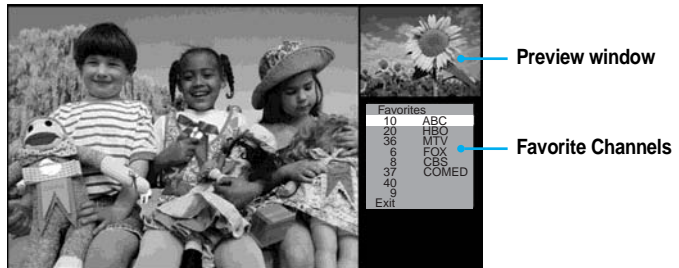 Preview window
Favorites
10 ABC
20 HBO
36 MTV
6 FOX
8 CBS
37 COMED
40
9
Exit
Favorite Channels